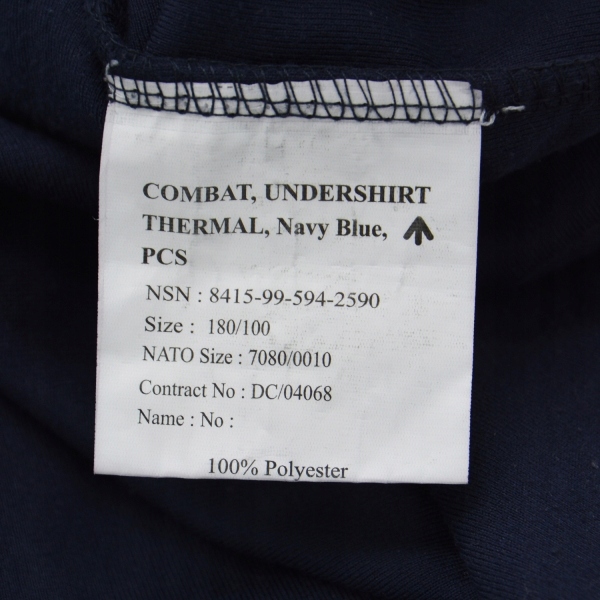 COMBAT, UNDERSHIRT
THERMAL, Navy Blue,
PCS
NSN : 8415-99-594-2590
Size : 180/100
NATO Size : 7080/0010
Contract No : DC/04068
Name : No :
100% Polyester